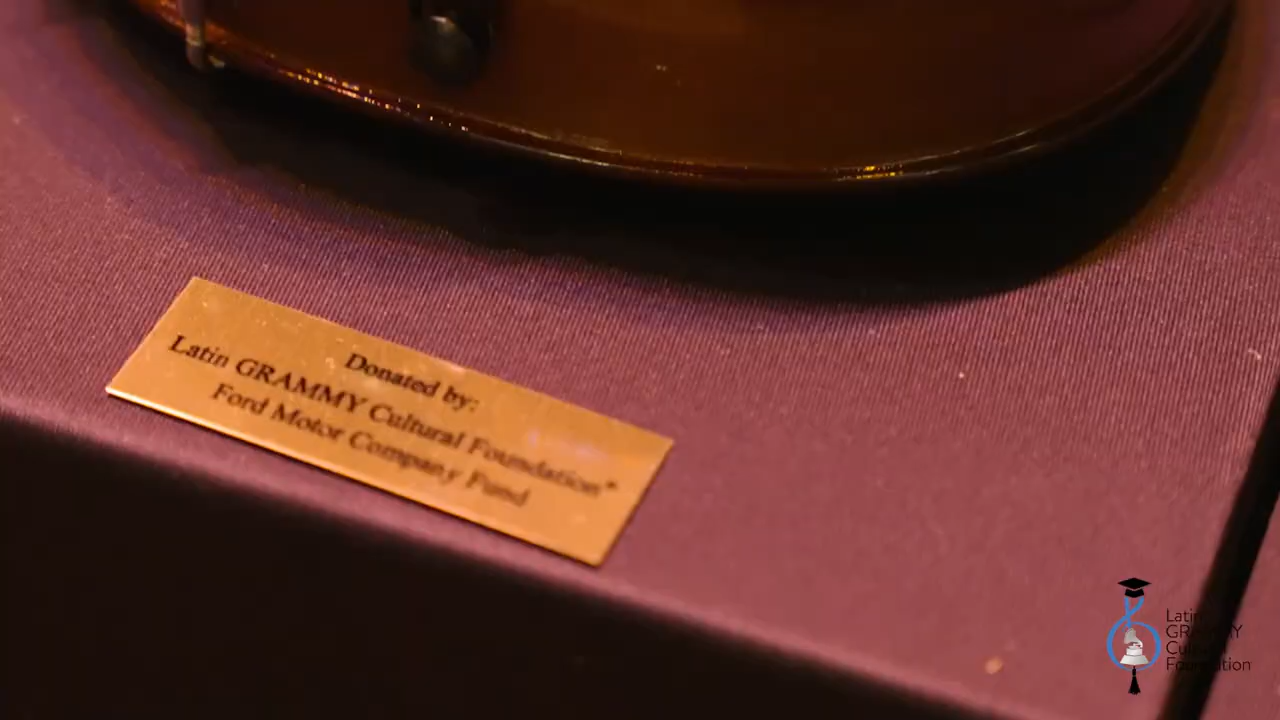 Donated by:
Latin GRAMMY Cultural Foundation*
Ford Motor Company Fund
Latin
GRAMMY
Cultural
Foundation